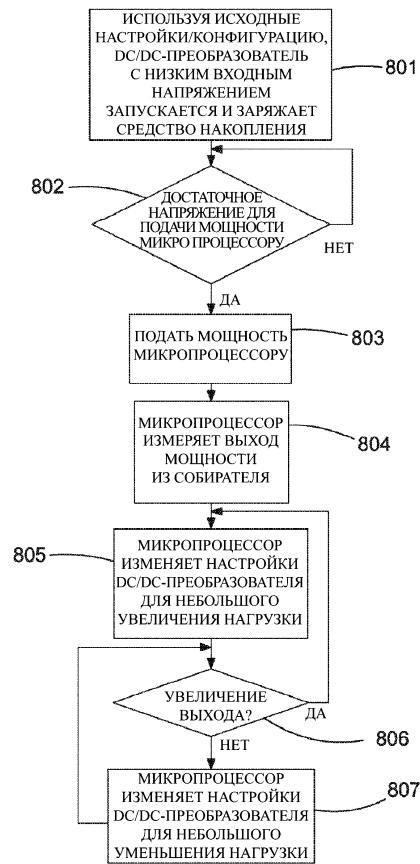 ИСПОЛЬЗУЯ ИСХОДНЫЕ
НАСТРОЙКИ/КОНФИГУРАЦИЮ,
DC/DC-ПРЕОБРАЗОВАТЕЛЬ
С НИЗКИМ ВХОДНЫМ
НАПРЯЖЕНИЕМ
ЗАПУСКАЕТСЯ И ЗАРЯЖАЕТ
СРЕДСТВО НАКОПЛЕНИЯ
801
802
ДОСТАТОЧНОЕ
НАПРЯЖЕНИЕ ДЛЯ
ПОДАЧИ МОЩНОСТИ
МИКРО ПРОЦЕССОРУ
НЕТ
ДА
ПОДАТЬ МОЩНОСТЬ
МИКРОПРОЦЕССОРУ
803
МИКРОПРОЦЕССОР
ИЗМЕРЯЕТ ВЫХОД
МОЩНОСТИ
ИЗ СОБИРАТЕЛЯ
804
805
МИКРОПРОЦЕССОР
ИЗМЕНЯЕТ НАСТРОЙКИ
DC/DC-ПРЕОБРАЗОВАТЕЛЯ
ДЛЯ НЕБОЛЬШОГО
УВЕЛИЧЕНИЯ НАГРУЗКИ
УВЕЛИЧЕНИЕ
ВЫХОДА?
ДА
806
НЕТ
МИКРОПРОЦЕССОР
ИЗМЕНЯЕТ НАСТРОЙКИ
DC/DC-ПРЕОБРАЗОВАТЕЛЯ
ДЛЯ НЕБОЛЬШОГО
УМЕНЬШЕНИЯ НАГРУЗКИ
807